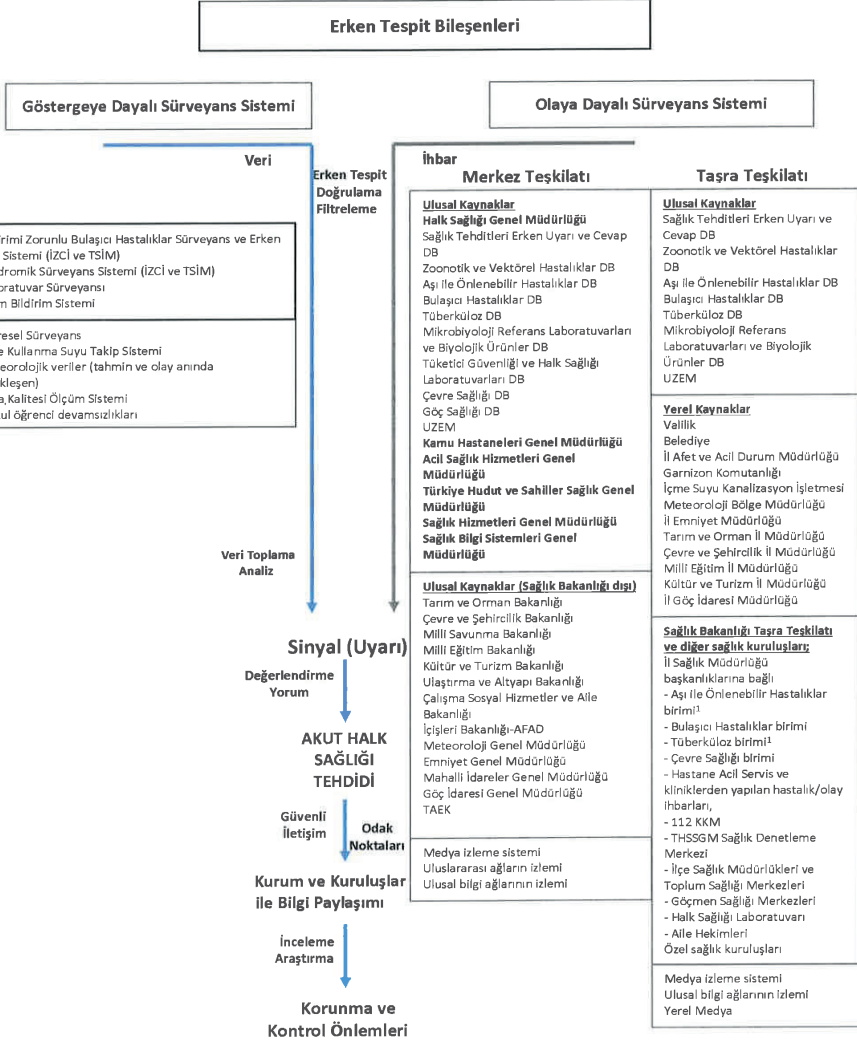 Erken Tespit Bileşenleri
Göstergeye Dayalı Sürveyans Sistemi
Veri
irimi Zorunlu Bulaşıcı Hastalıklar Sürveyans ve Erken
Sistemi (İZCİ ve TSİM)
dromik Sürveyans Sistemi (İZCİ ve TSİM)
oratuvar Sürveyansı
m Bildirim Sistemi
resel Sürveyans
e Kullanma Suyu Takip Sistemi
teorolojik veriler (tahmin ve olay anında
ekleşen)
a Kalitesi Ölçüm Sistemi
ul öğrenci devamsızlıkları
Erken Tespit
Doğrulama
Filtreleme
Veri Toplama
Analiz
Olaya Dayalı Sürveyans Sistemi
İhbar
Merkez Teşkilatı
Ulusal Kaynaklar
Halk Sağlığı Genel Müdürlüğü
Sağlık Tehditleri Erken Uyarı ve Cevap
DB
Zoonotik ve Vektörel Hastalıklar DB
Aşı ile Önlenebilir Hastalıklar DB
Bulaşıcı Hastalıklar DB
Tüberküloz DB
Mikrobiyoloji Referans Laboratuvarları
ve Biyolojik Ürünler DB
Tüketici Güvenliği ve Halk Sağlığı
Laboratuvarları DB
Çevre Sağlığı DB
Göç Sağlığı DB
UZEM
Kamu Hastaneleri Genel Müdürlüğü
Acil Sağlık Hizmetleri Genel
Müdürlüğü
Türkiye Hudut ve Sahiller Sağlık Genel
Müdürlüğü
Sağlık Hizmetleri Genel Müdürlüğü
Sağlık Bilgi Sistemleri Genel
Müdürlüğü
Ulusal Kaynaklar (Sağlık Bakanlığı dışı)
Tarım ve Orman Bakanlığı
Çevre ve Şehircilik Bakanlığı
Milli Savunma Bakanlığı
Milli Eğitim Bakanlığı
Kültür ve Turizm Bakanlığı
Ulaştırma ve Altyapı Bakanlığı
Çalışma Sosyal Hizmetler ve Aile
Bakanlığı
İçişleri Bakanlığı-AFAD
Meteoroloji Genel Müdürlüğü
Emniyet Genel Müdürlüğü
Mahalli İdareler Genel Müdürlüğü
Göç İdaresi Genel Müdürlüğü
TAEK
Medya izleme sistemi
Uluslararası ağların izlemi
Ulusal bilgi ağlarının izlemi
Taşra Teşkilatı
Ulusal Kaynaklar
Sağlık Tehditleri Erken Uyarı ve
Cevap DB
Zoonotik ve Vektörel Hastalıklar
DB
Aşı ile Önlenebilir Hastalıklar DB
Bulaşıcı Hastalıklar DB
Tüberküloz DB
Mikrobiyoloji Referans
Laboratuvarları ve Biyolojik
Ürünler DB
UZEM
Yerel Kaynaklar
Valilik
Belediye
İl Afet ve Acil Durum Müdürlüğü
Garnizon Komutanlığı
İçme Suyu Kanalizasyon İşletmesi
Meteoroloji Bölge Müdürlüğü
İl Emniyet Müdürlüğü
Tarım ve Orman İl Müdürlüğü
Çevre ve Şehircilik İl Müdürlüğü
Milli Eğitim İl Müdürlüğü
Kültür ve Turizm İl Müdürlüğü
İl Göç İdaresi Müdürlüğü
Sağlık Bakanlığı Taşra Teşkilatı
ve diğer sağlık kuruluşları;
İl Sağlık Müdürlüğü
başkanlıklarına bağlı
- Aşı ile Önlenebilir Hastalıklar
birimi¹
- Bulaşıcı Hastalıklar birimi
- Tüberküloz birimi¹
- Çevre Sağlığı birimi
- Hastane Acil Servis ve
kliniklerden yapılan hastalık/olay
ihbarları,
- 112 KKM
- THSSGM Sağlık Denetleme
Merkezi
- İlçe Sağlık Müdürlükleri ve
Toplum Sağlığı Merkezleri
- Göçmen Sağlığı Merkezleri
- Halk Sağlığı Laboratuvarı
- Aile Hekimleri
Özel sağlık kuruluşları
Medya izleme sistemi
Ulusal bilgi ağlarının izlemi
Yerel Medya
Sinyal (Uyarı)
Değerlendirme
Yorum
AKUT HALK
SAĞLIĞI
TEHDİDİ
Güvenli
İletişim
Odak
Noktaları
Kurum ve Kuruluşlar
ile Bilgi Paylaşımı
İnceleme
Araştırma
Korunma ve
Kontrol Önlemleri